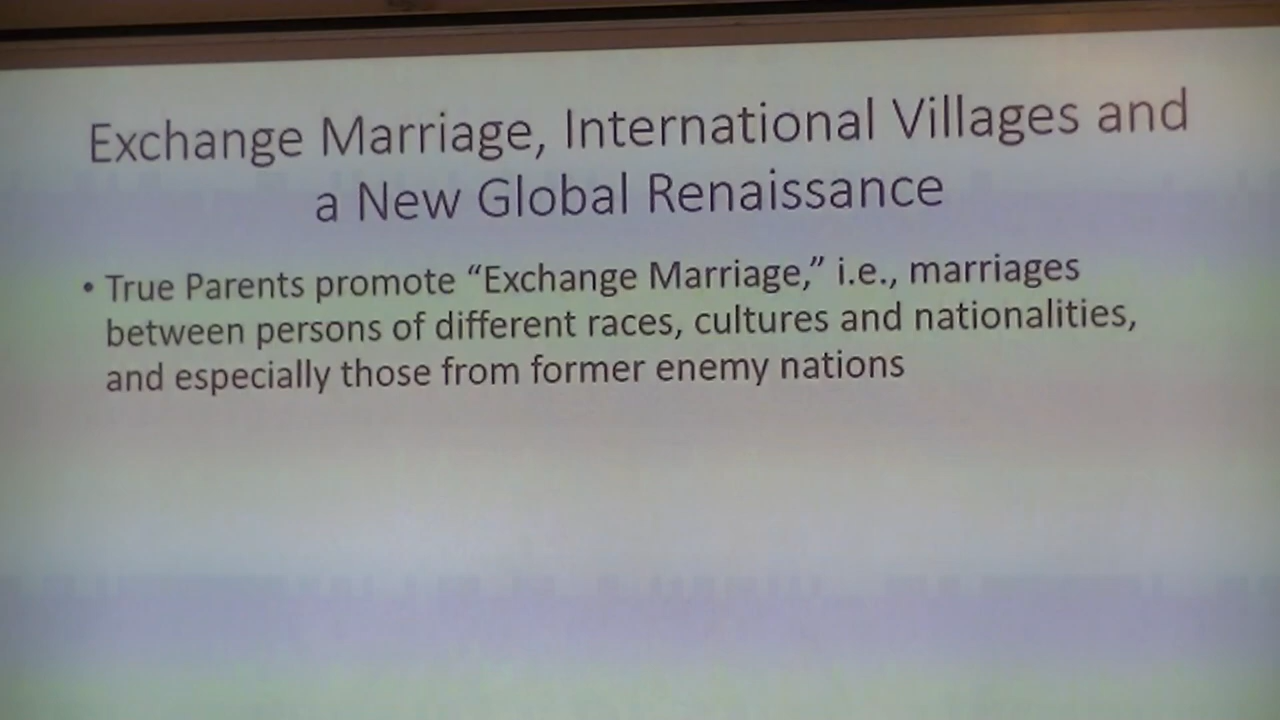 Exchange Marriage, International Villages and
a New Global Renaissance
• True Parents promote “Exchange Marriage,” i.e., marriages
between persons of different races, cultures and nationalities,
and especially those from former enemy nations